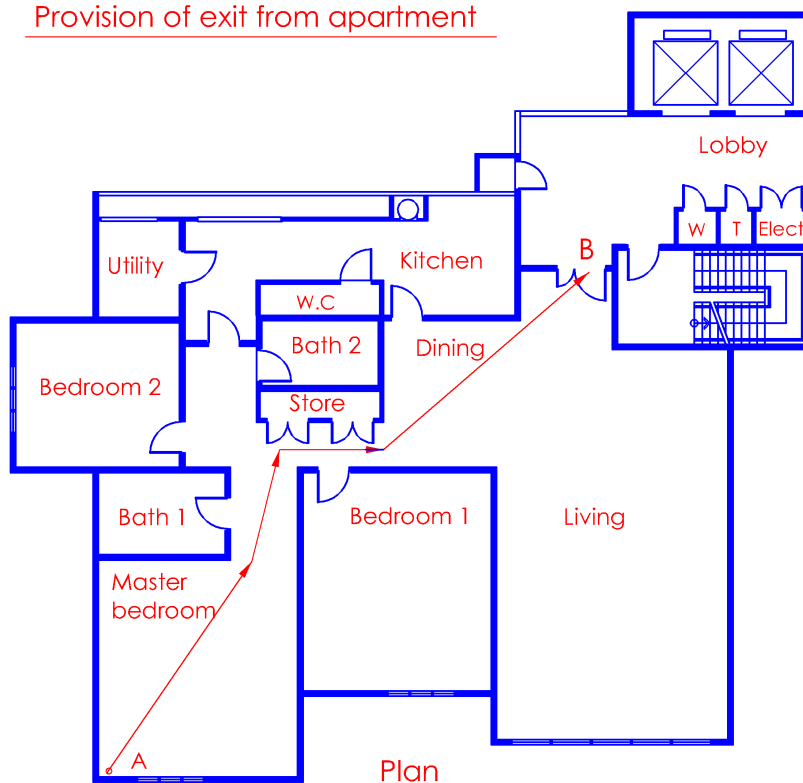 Provision of exit from apartment
Lobby
W
T
Elect
B
Kitchen
Utility
W.C
Bath 2
Dining
Bedroom 2
Store
Bath 1
Bedroom 1
Living
Master
bedroom
A
Plan